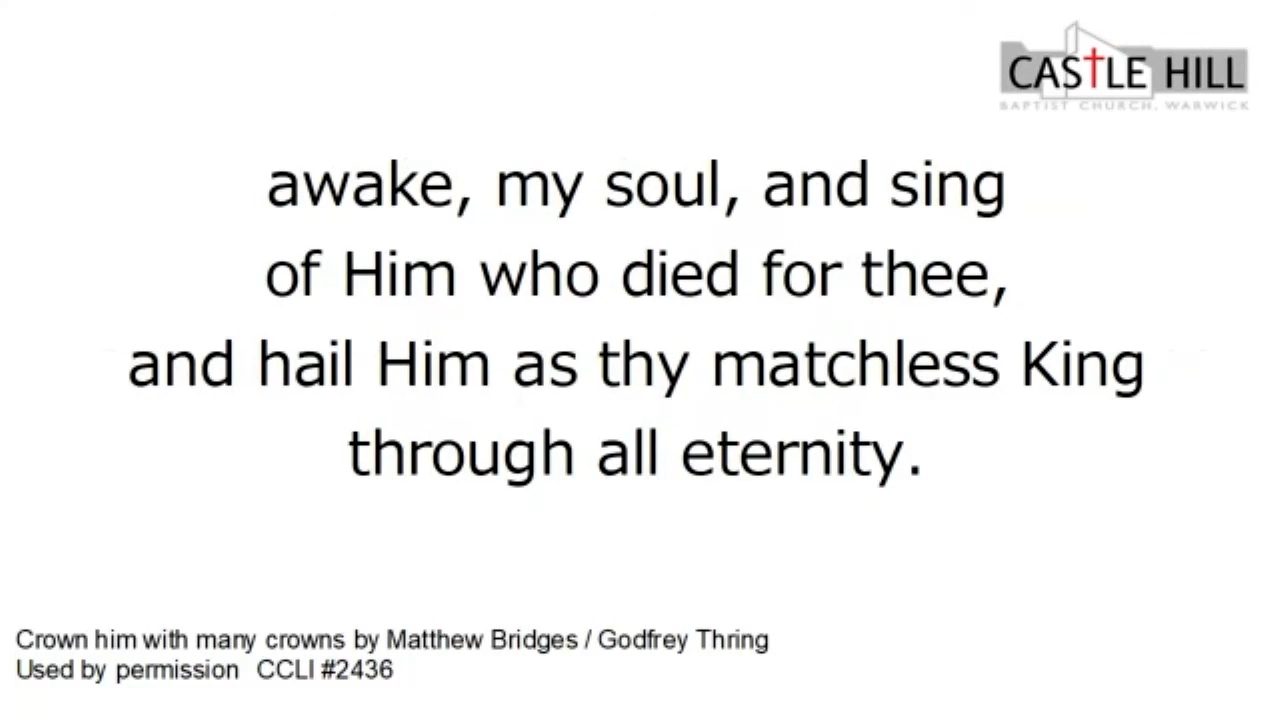 CASTLE HILL
BAPTIST CHURCH, WARWICK
awake, my soul, and sing
of Him who died for thee,
and hail Him as thy matchless King
through all eternity.
Crown him with many crowns by Matthew Bridges / Godfrey Thring
Used by permission CCLI #2436